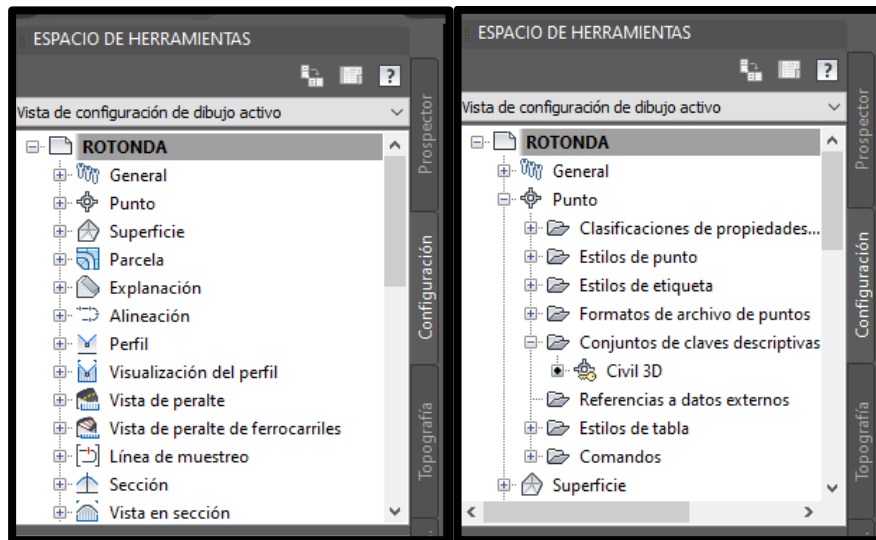 ESPACIO DE HERRAMIENTAS
?
Vista de configuración de dibujo activo
ROTONDA
General
Punto
Superficie
Parcela
Explanación
Alineación
Perfil
Visualización del perfil
Vista de peralte
Vista de peralte de ferrocarriles
Línea de muestreo
Sección
Vista en sección
Prospector
Configuración
Topografía
ESPACIO DE HERRAMIENTAS
?
Vista de configuración de dibujo activo
ROTONDA
General
Punto
Clasificaciones de propiedades...
Estilos de punto
Estilos de etiqueta
Formatos de archivo de puntos
Conjuntos de claves descriptivas
Civil 3D
Referencias a datos externos
Estilos de tabla
Comandos
Superficie
Prospector
Configuración
Topografía